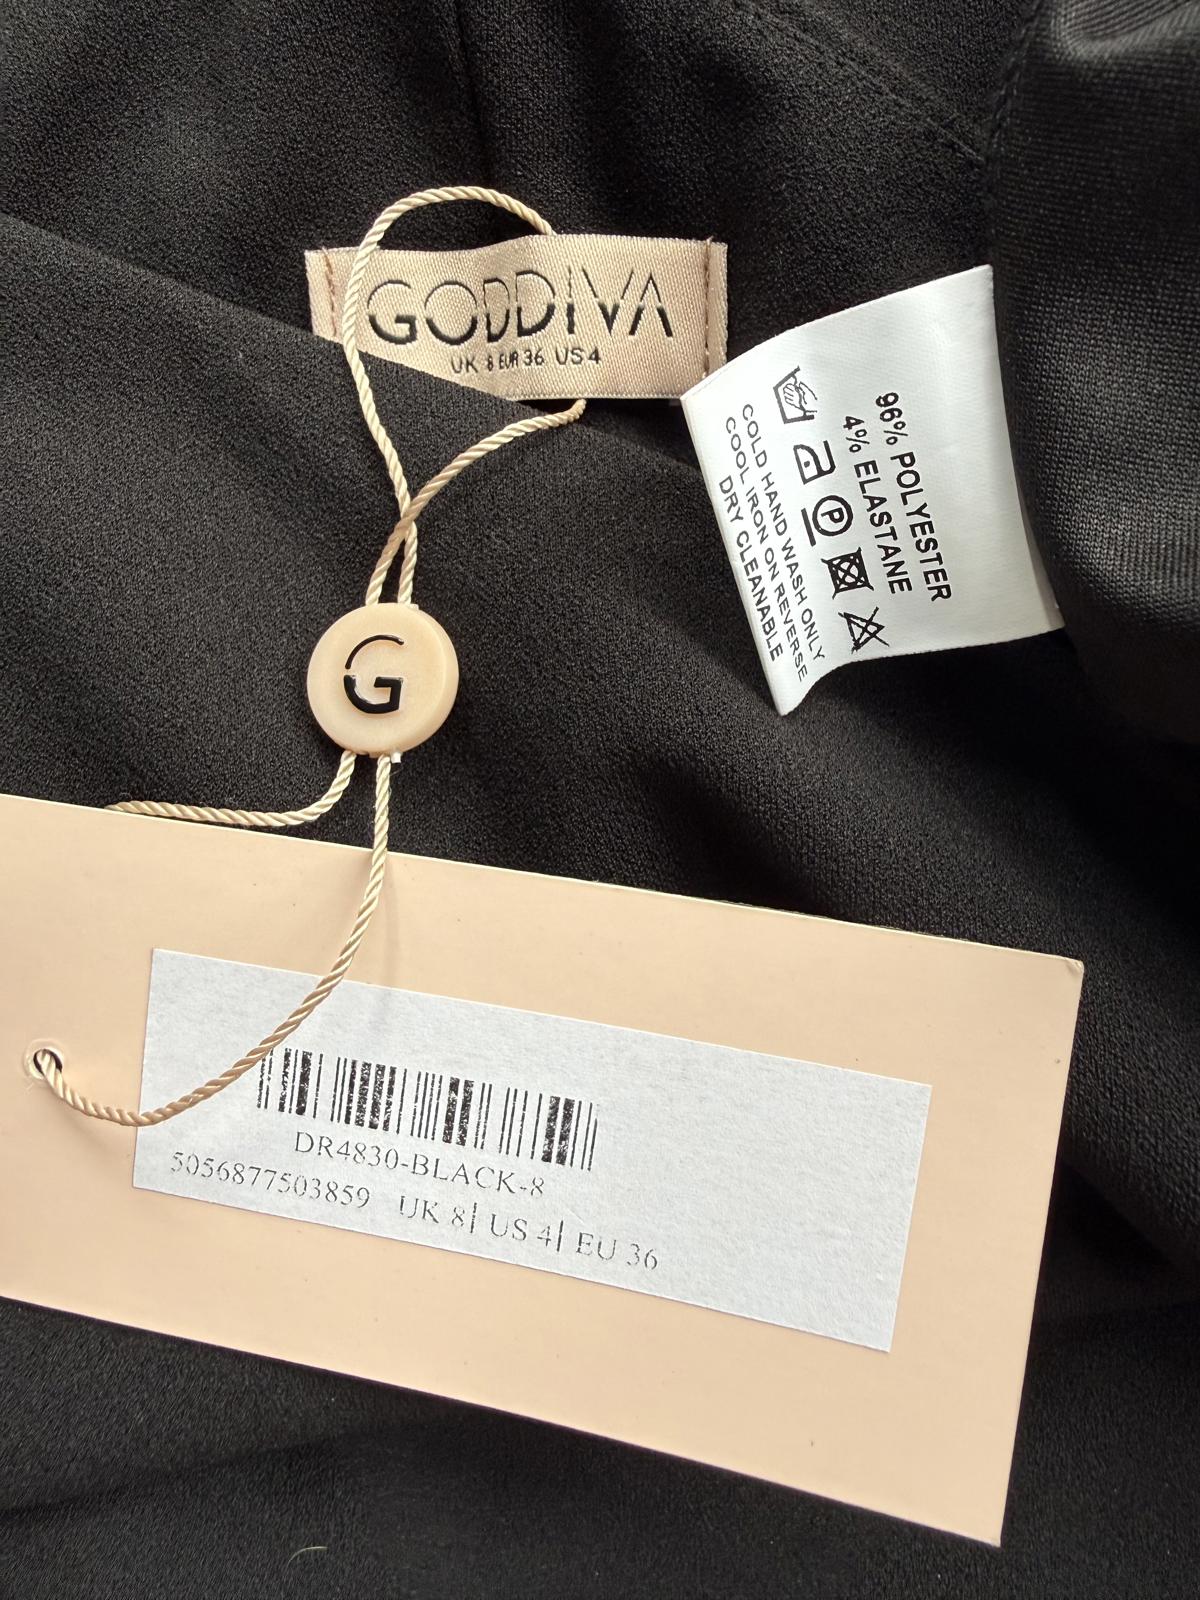 GODDIVA
UK 8 EUR 36 US 4
96% POLYESTER
4% ELASTANE
P
COLD HAND WASH ONLY
COOL IRON ON REVERSE
DRY CLEANABLE
G
DR4830-BLACK-8
5056877503859 UK 8| US 4| EU 36